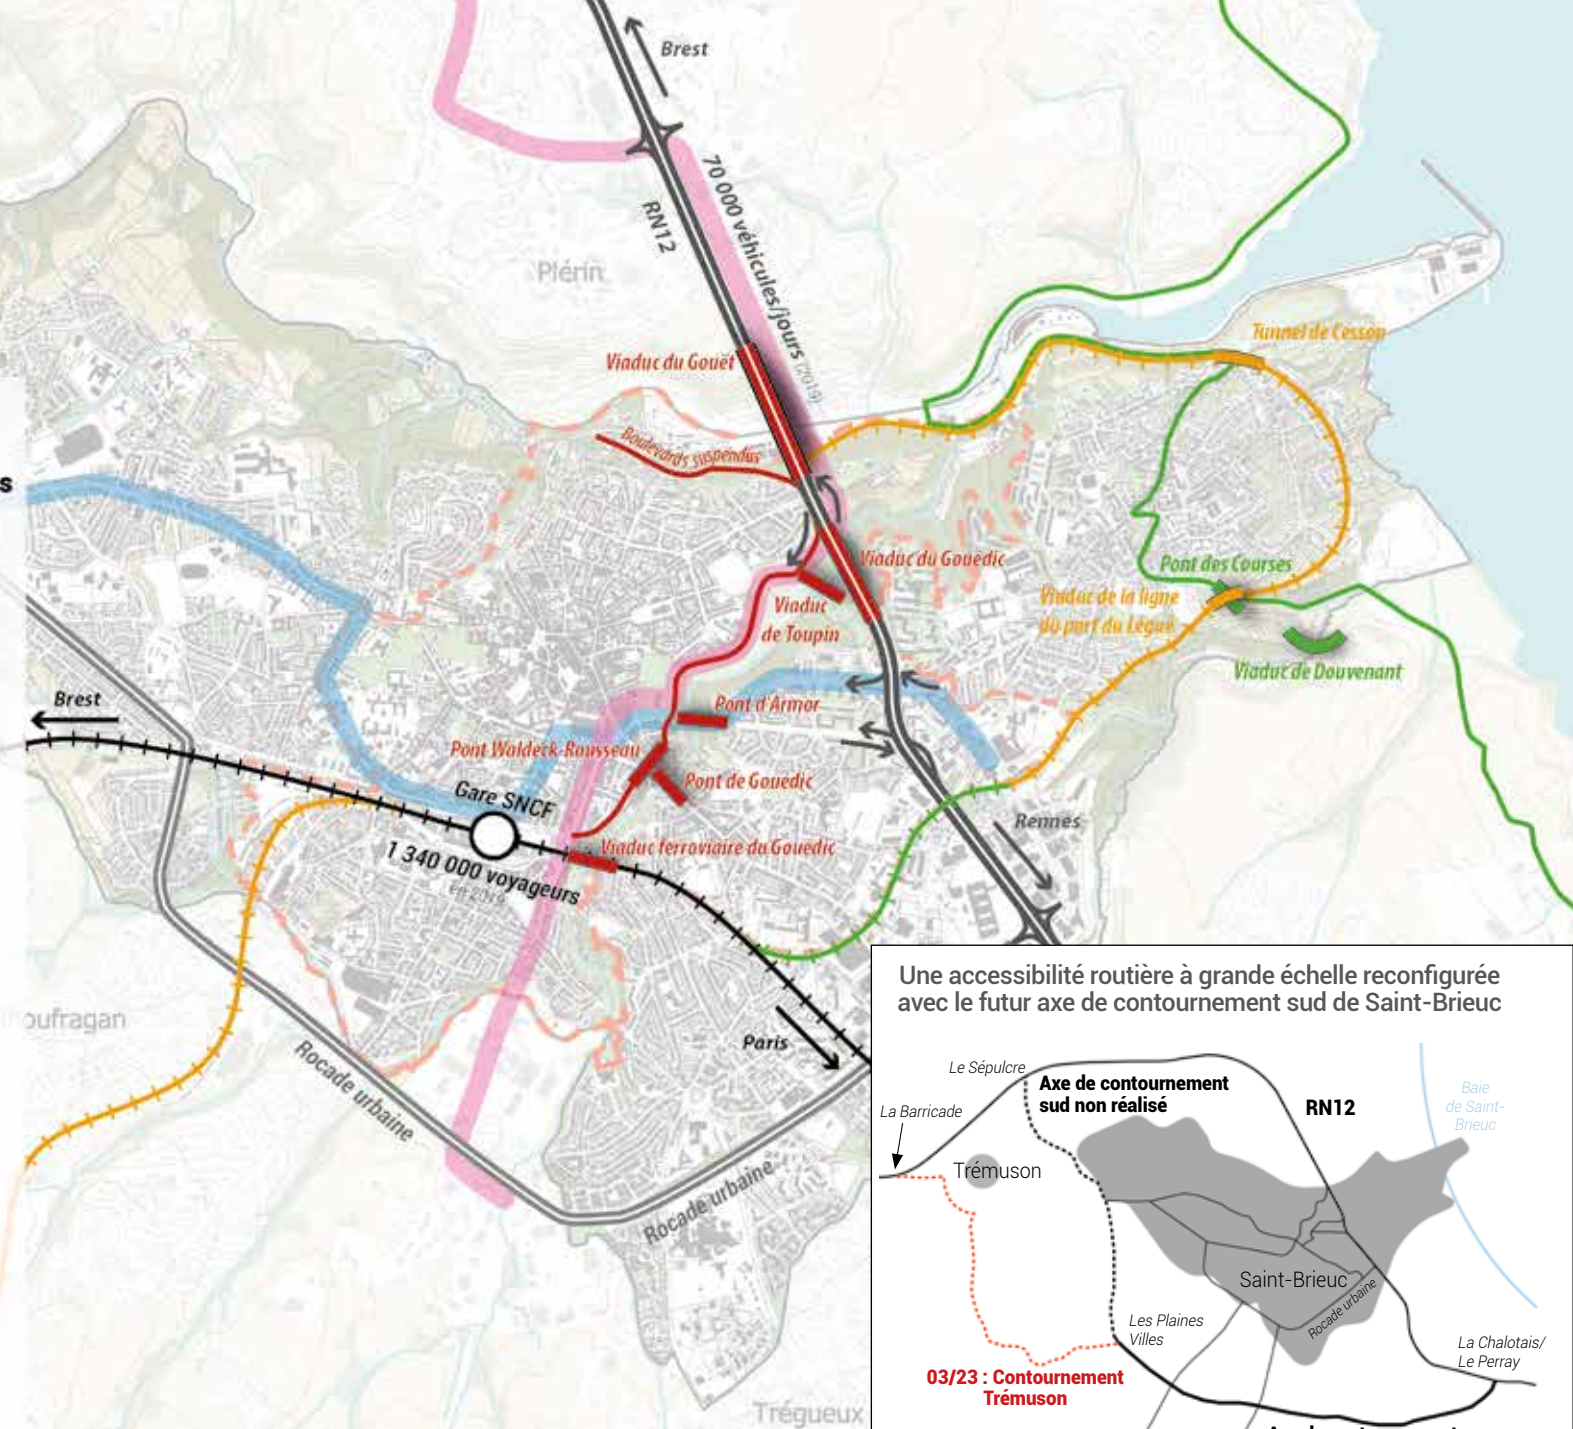 Brest
70 000 véhicules/jours (2019)
RN12
Plérin
Tunnel de Cesson
Viaduc du Gouët
Boulevards suspendus
s
Viaduc du Gouëdic
Pont des Courses
Viaduc de la ligne
du port du Légué
Viaduc
de Toupin
Viaduc de Douvenant
Brest
Pont d'Armor
Pont Waldeck-Rousseau
Pont de Gouëdic
Gare SNCF
Rennes
Viaduc ferroviaire du Gouëdic
1 340 000 voyageurs
en 2019
oufragan
Paris
Rocade urbaine
Rocade urbaine
Trégueux
Une accessibilité routière à grande échelle reconfigurée
avec le futur axe de contournement sud de Saint-Brieuc
Le Sépulcre
Axe de contournement
sud non réalisé
RN12
Baie
de Saint-
Brieuc
La Barricade
Trémuson
Saint-Brieuc
Rocade urbaine
Les Plaines
Villes
La Chalotais/
Le Perray
03/23 : Contournement
Trémuson